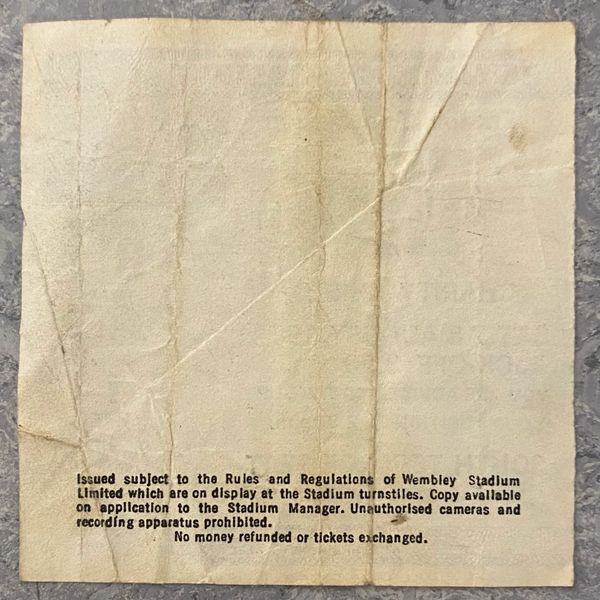 Issued subject to the Rules and Regulations of Wembley Stadium
Limited which are on display at the Stadium turnstiles. Copy available
on application to the Stadium Manager. Unauthorised cameras and
recording apparatus prohibited.
No money refunded or tickets exchanged.